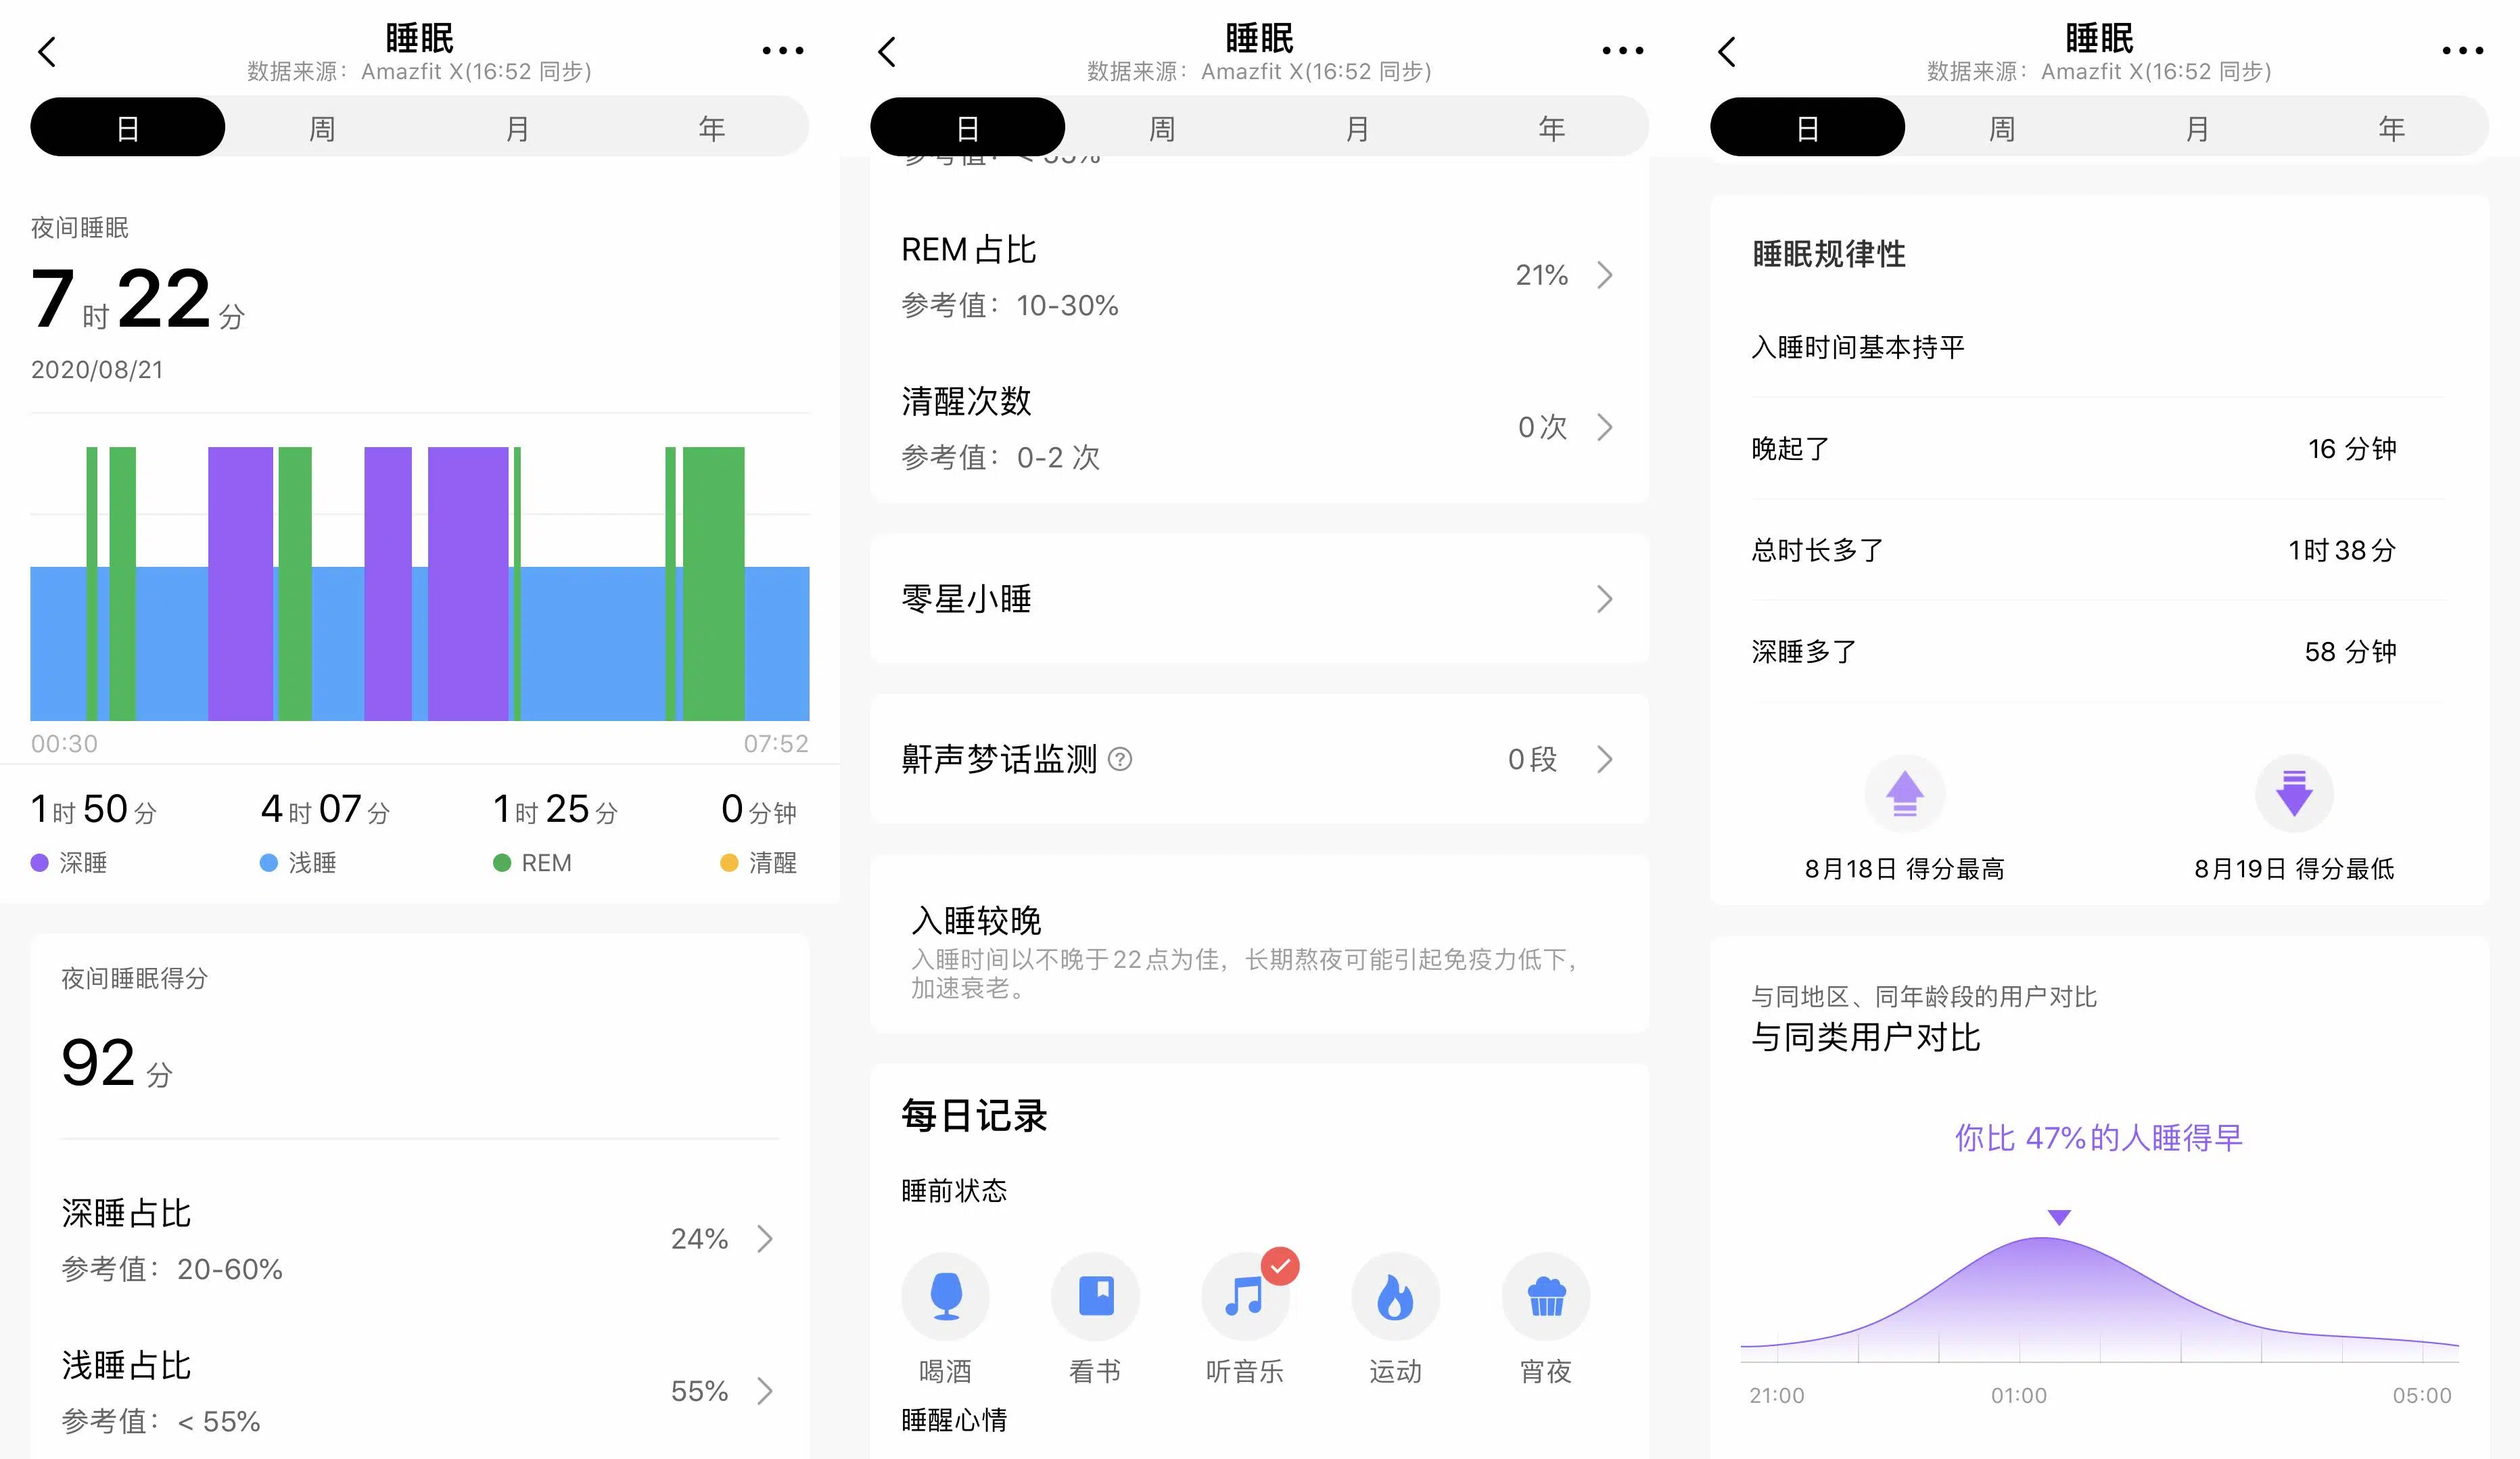 睡眠
数据来源：Amazfit X(16:52 同步)
日 周 月 年
夜间睡眠
7 时 22 分
2020/08/21
00:30 07:52
1 时 50 分 4 时 07 分 1 时 25 分 0 分钟
深睡 浅睡 REM 清醒
夜间睡眠得分
92 分
深睡占比
24%
参考值：20-60%
浅睡占比
55%
参考值：< 55%
睡眠
数据来源：Amazfit X(16:52 同步)
日 周 月 年
参考值：< 55%
REM 占比
21%
参考值：10-30%
清醒次数
0 次
参考值：0-2 次
零星小睡
鼾声梦话监测 ? 0 段
入睡较晚
入睡时间以不晚于22点为佳，长期熬夜可能引起免疫力低下，
加速衰老。
每日记录
睡前状态
喝酒 看书 听音乐 运动 宵夜
睡醒心情
睡眠
数据来源：Amazfit X(16:52 同步)
日 周 月 年
睡眠规律性
入睡时间基本持平
晚起了 16 分钟
总时长多了 1时38分
深睡多了 58 分钟
8月18日 得分最高 8月19日 得分最低
与同地区、同年龄段的用户对比
与同类用户对比
你比 47%的人睡得早
21:00 01:00 05:00